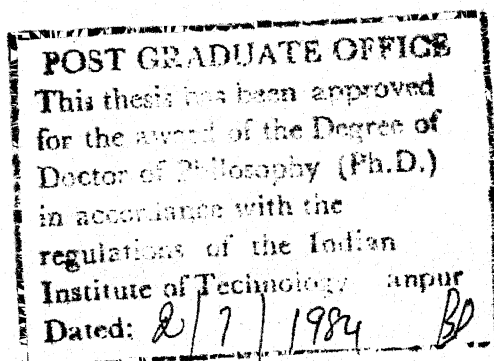 POST GRADUATE OFFICE
This thesis has been approved
for the award of the Degree of
Doctor of Philosophy (Ph.D.)
in accordance with the
regulations of the Indian
Institute of Technology anpur
Dated: 2/7/1984